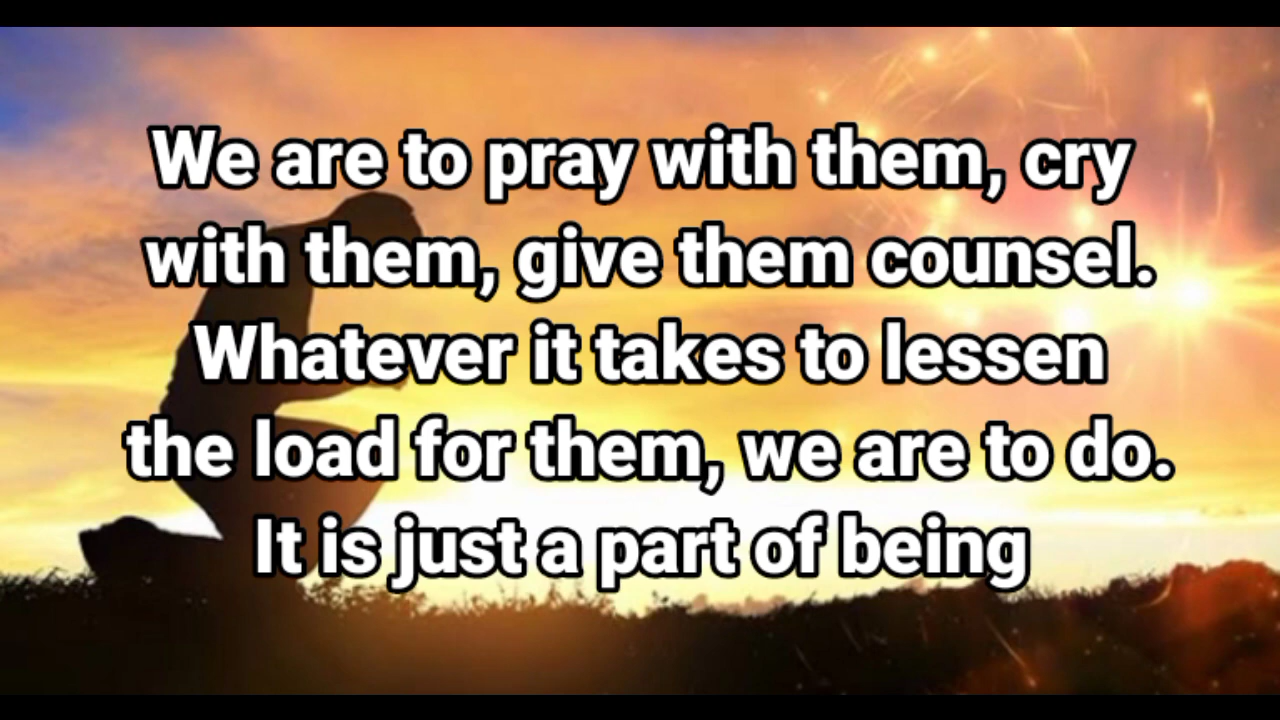 We are to pray with them, cry
with them, give them counsel.
Whatever it takes to lessen
the load for them, we are to do.
It is just a part of being